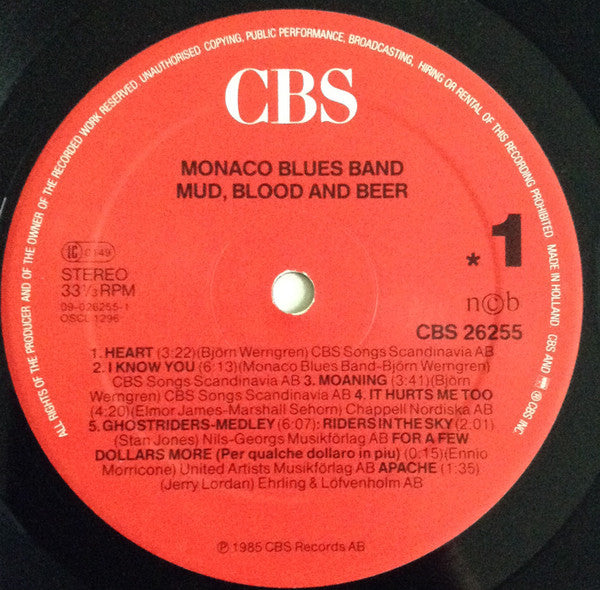 ALL RIGHTS OF THE PRODUCER AND OF THE OWNER OF THE RECORDED WORK RESERVED. UNAUTHORISED COPYING, PUBLIC PERFORMANCE, BROADCASTING, HIRING OR RENTAL OF THIS RECORDING PROHIBITED MADE IN HOLLAND CBS AND ℗ CBS INC.
CBS
MONACO BLUES BAND
MUD, BLOOD AND BEER
* 1
STEREO
33 1/3 RPM
09-026255-1
OSCL 1296
n©b
CBS 26255
1. HEART (3:22)(Björn Werngren) CBS Songs Scandinavia AB
2. I KNOW YOU (6:13)(Monaco Blues Band-Björn Werngren)
CBS Songs Scandinavia AB 3. MOANING (3:41)(Björn
Werngren) CBS Songs Scandinavia AB 4. IT HURTS ME TOO
(4:20)(Elmor James-Marshall Sehorn) Chappell Nordiska AB
5. GHOSTRIDERS-MEDLEY (6:07): RIDERS IN THE SKY (2.01)
(Stan Jones) Nils-Georgs Musikförlag AB FOR A FEW
DOLLARS MORE (Per qualche dollaro in piu) (0:15)(Ennio
Morricone) United Artists Musikförlag AB APACHE (1:35)
(Jerry Lordan) Ehrling & Löfvenholm AB
℗ 1985 CBS Records AB